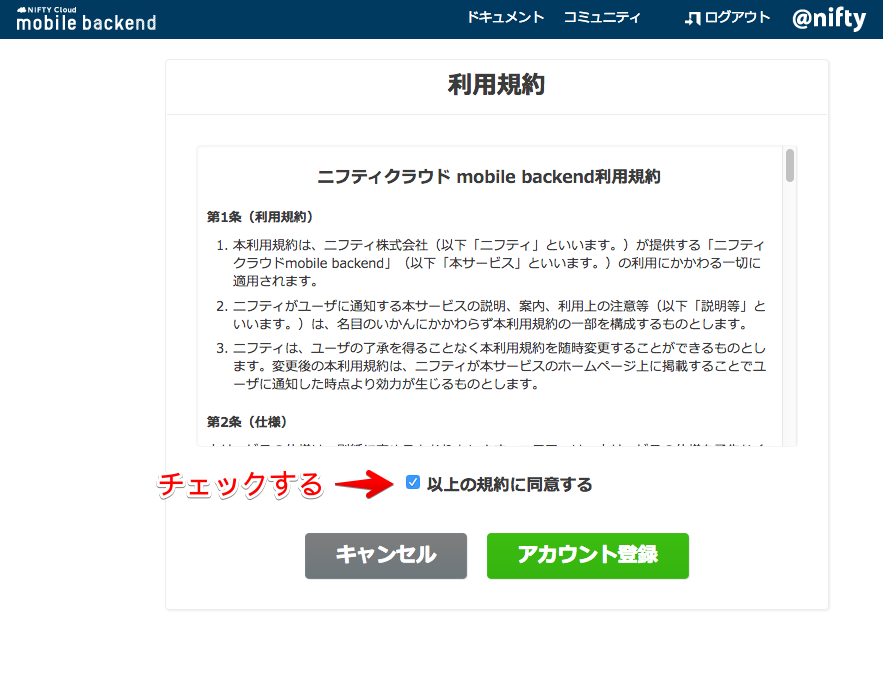 NIFTY Cloud
mobile backend
ドキュメント コミュニティ ログアウト @nifty
利用規約
ニフティクラウド mobile backend利用規約
第1条（利用規約）
1. 本利用規約は、ニフティ株式会社（以下「ニフティ」といいます。）が提供する「ニフティ
クラウドmobile backend」（以下「本サービス」といいます。）の利用にかかわる一切に
適用されます。
2. ニフティがユーザに通知する本サービスの説明、案内、利用上の注意等（以下「説明等」と
いいます。）は、名目のいかんにかかわらず本利用規約の一部を構成するものとします。
3. ニフティは、ユーザの了承を得ることなく本利用規約を随時変更することができるものとし
ます。変更後の本利用規約は、ニフティが本サービスのホームページ上に掲載することでユ
ーザに通知した時点より効力が生じるものとします。
第2条（仕様）
チェックする 以上の規約に同意する
キャンセル アカウント登録